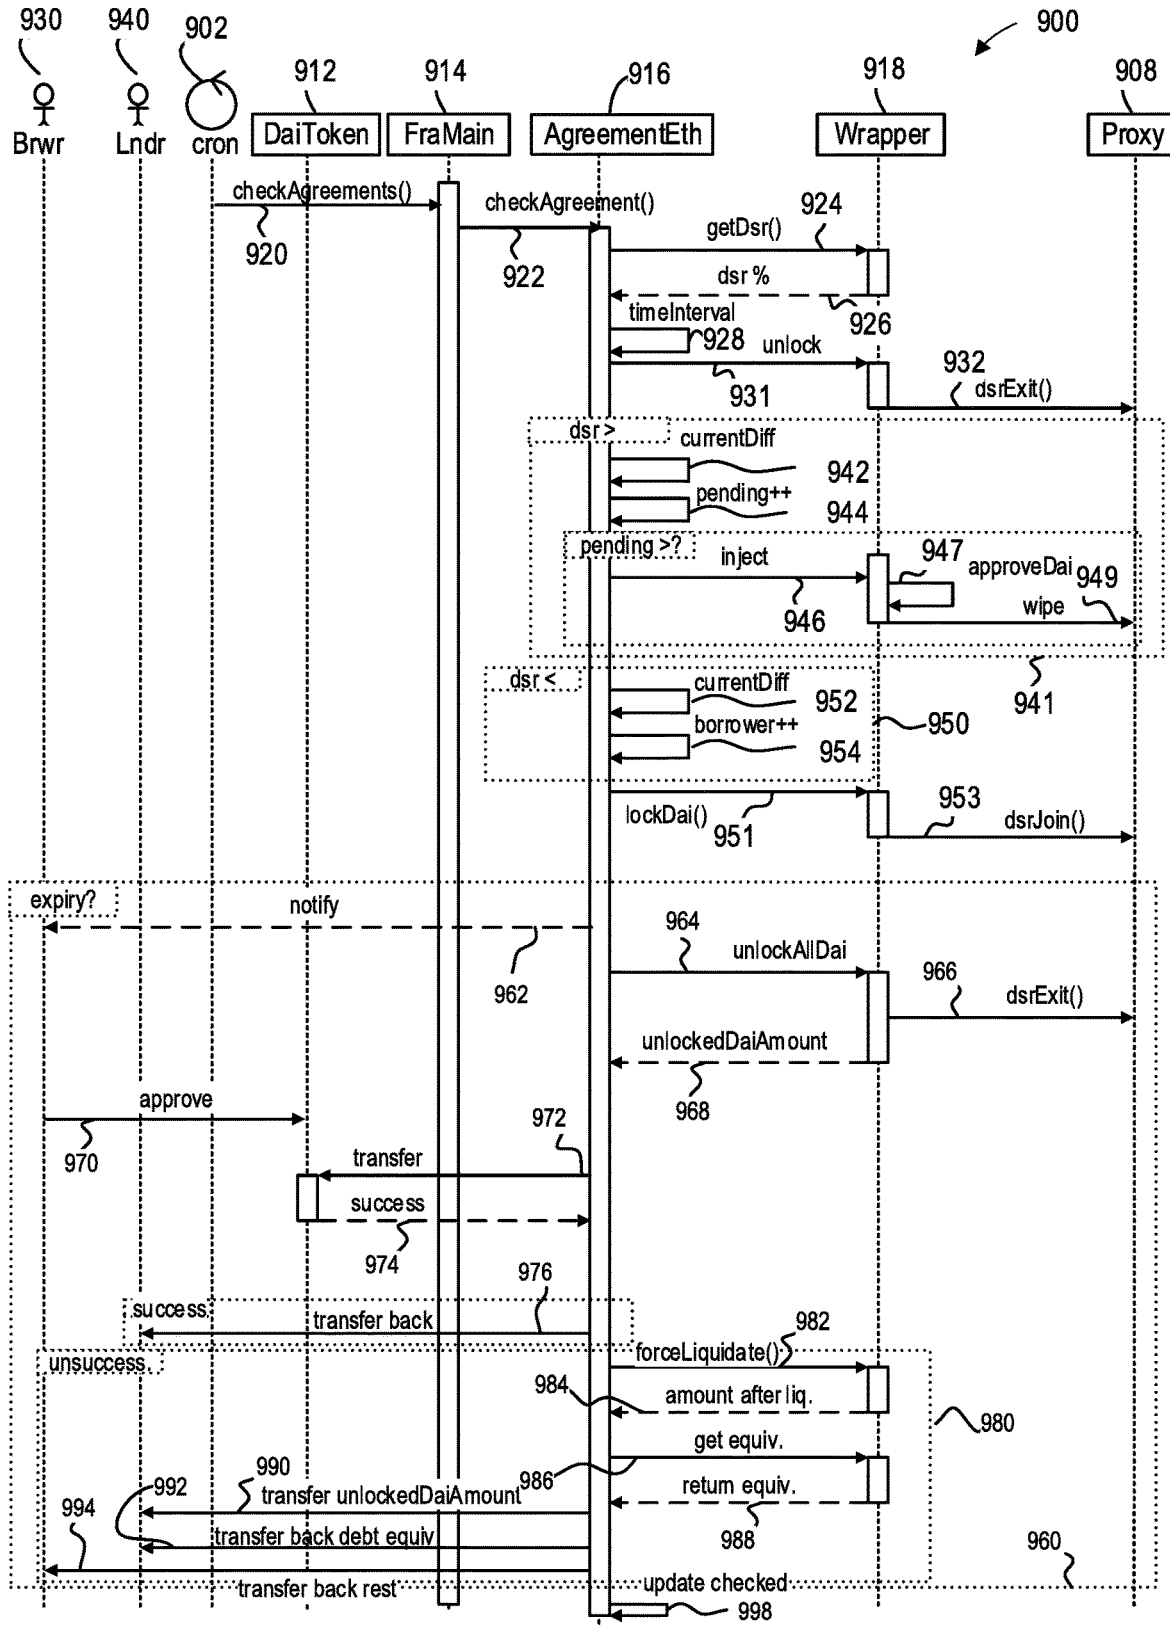 930
940
902
900
912
914
916
918
908
Brwr
Lndr
cron
DaiToken
FraMain
AgreementEth
Wrapper
Proxy
checkAgreements()
920
checkAgreement()
922
getDsr()
924
dsr %
926
timeInterval
928
unlock
931
932
dsrExit()
dsr >
currentDiff
942
pending++
944
pending >?
inject
946
947
approveDai
949
wipe
941
dsr <
currentDiff
952
950
borrower++
954
lockDai()
951
953
dsrJoin()
expiry?
notify
962
964
unlockAllDai
966
dsrExit()
unlockedDaiAmount
968
approve
970
972
transfer
success
974
976
success.
transfer back
unsuccess.
forceLiquidate()
982
984
amount after liq.
980
get equiv.
986
return equiv.
988
990
transfer unlockedDaiAmount
992
994
transfer back debt equiv
transfer back rest
960
update checked
998